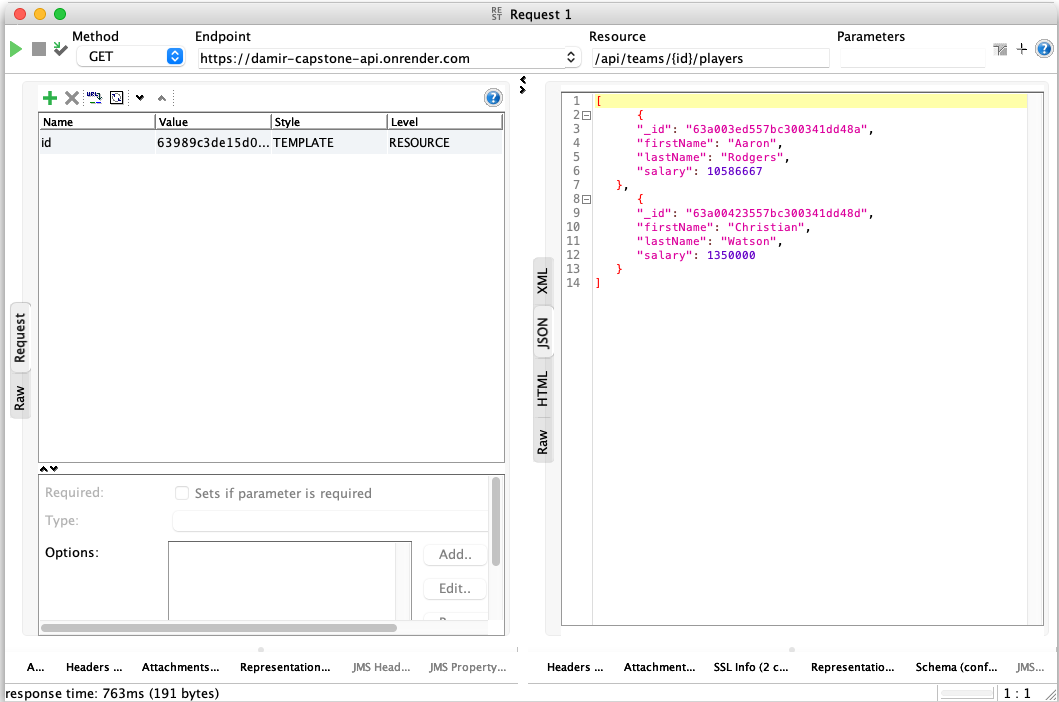 RE
ST Request 1
Method
Endpoint
Resource
Parameters
GET
https://damir-capstone-api.onrender.com
/api/teams/{id}/players
Request
Raw
Name Value Style Level
id 63989c3de15d0... TEMPLATE RESOURCE
Required: Sets if parameter is required
Type:
Options:
Add..
Edit..
XML
JSON
HTML
Raw
1 [
2 {
3 "_id": "63a003ed557bc300341dd48a",
4 "firstName": "Aaron",
5 "lastName": "Rodgers",
6 "salary": 10586667
7 },
8 {
9 "_id": "63a00423557bc300341dd48d",
10 "firstName": "Christian",
11 "lastName": "Watson",
12 "salary": 1350000
13 }
14 ]
A... Headers ... Attachments... Representation... JMS Head... JMS Property...
Headers ... Attachment... SSL Info (2 c... Representatio... Schema (conf... JMS...
response time: 763ms (191 bytes)
1 : 1